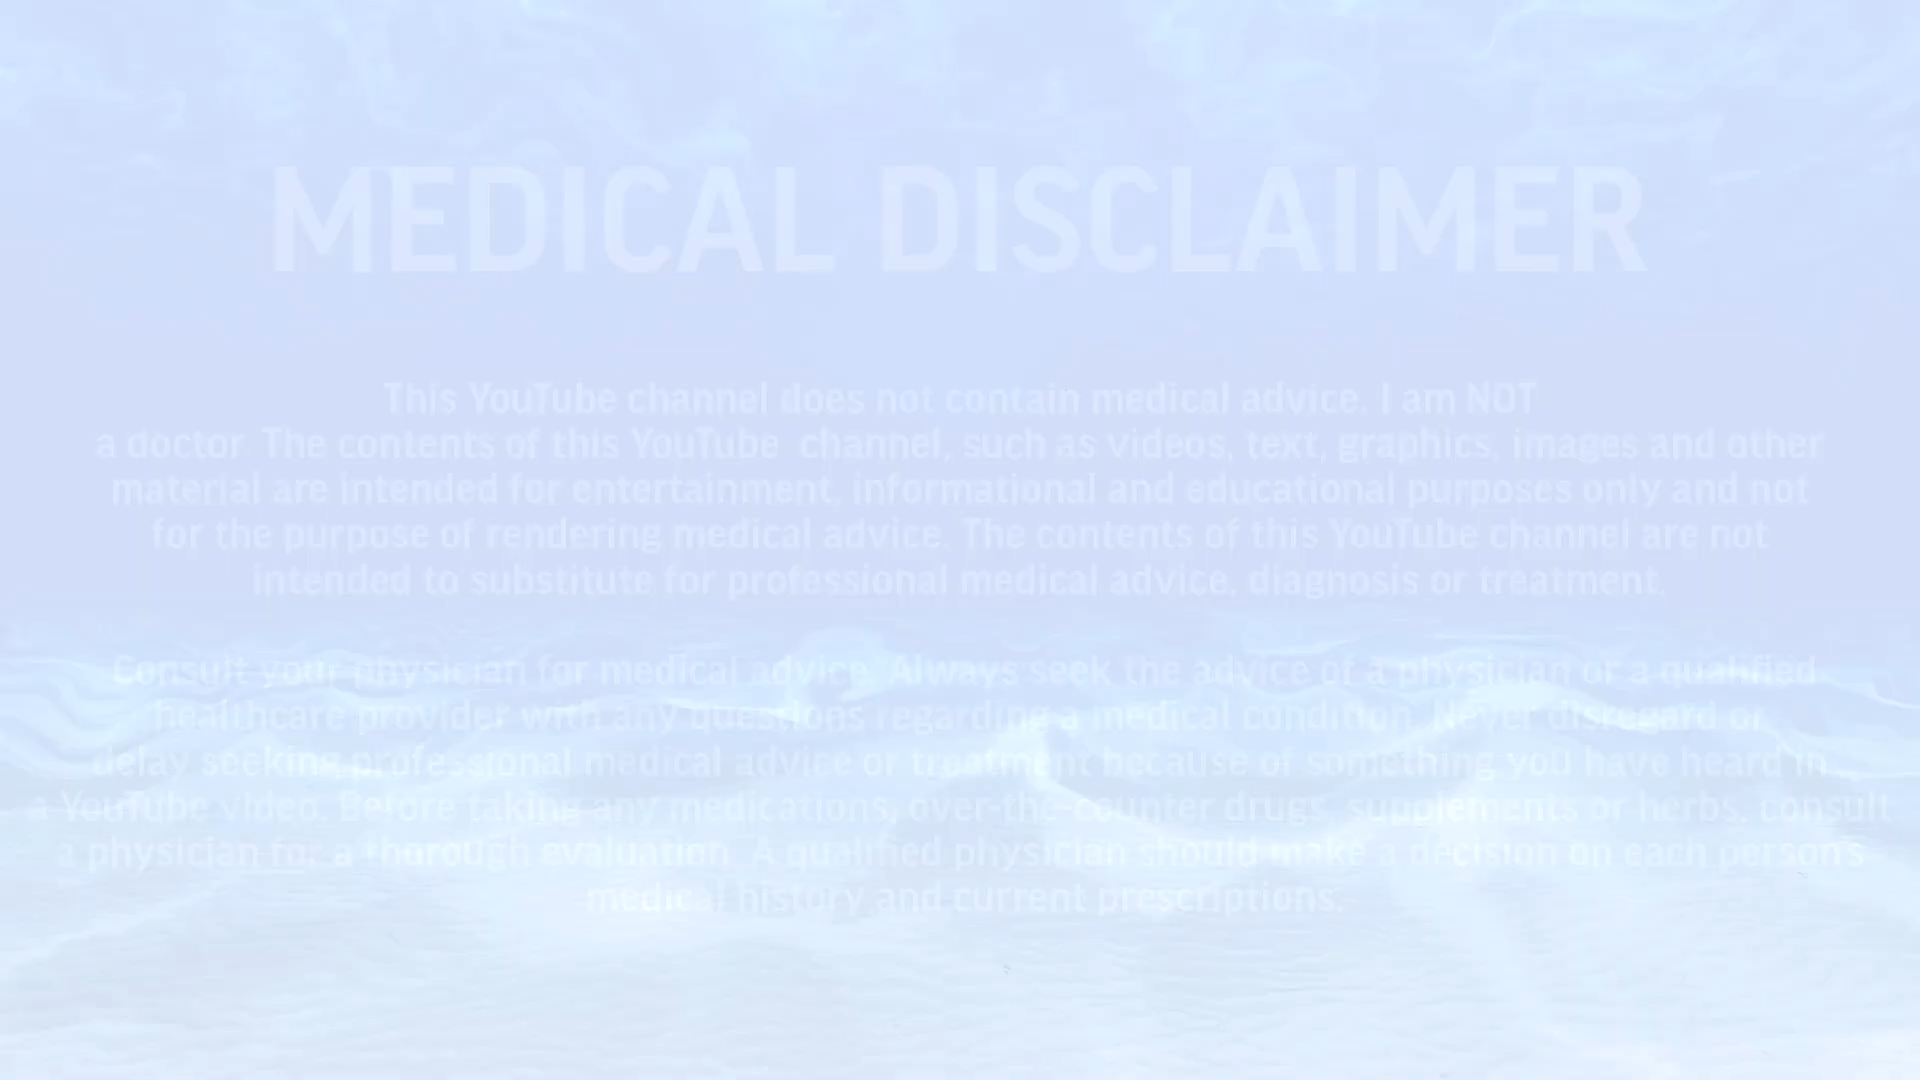 MEDICAL DISCLAIMER
This YouTube channel does not contain medical advice. I am NOT
a doctor. The contents of this YouTube channel, such as videos, text, graphics, images and other
material are intended for entertainment, informational and educational purposes only and not
for the purpose of rendering medical advice. The contents of this YouTube channel are not
intended to substitute for professional medical advice, diagnosis or treatment.
Consult your physician for medical advice. Always seek the advice of a physician or a qualified
healthcare provider with any questions regarding a medical condition. Never disregard or
delay seeking professional medical advice or treatment because of something you have heard in
a YouTube video. Before taking any medications, over-the-counter drugs, supplements or herbs, consult
a physician for a thorough evaluation. A qualified physician should make a decision on each person's
medical history and current prescriptions.